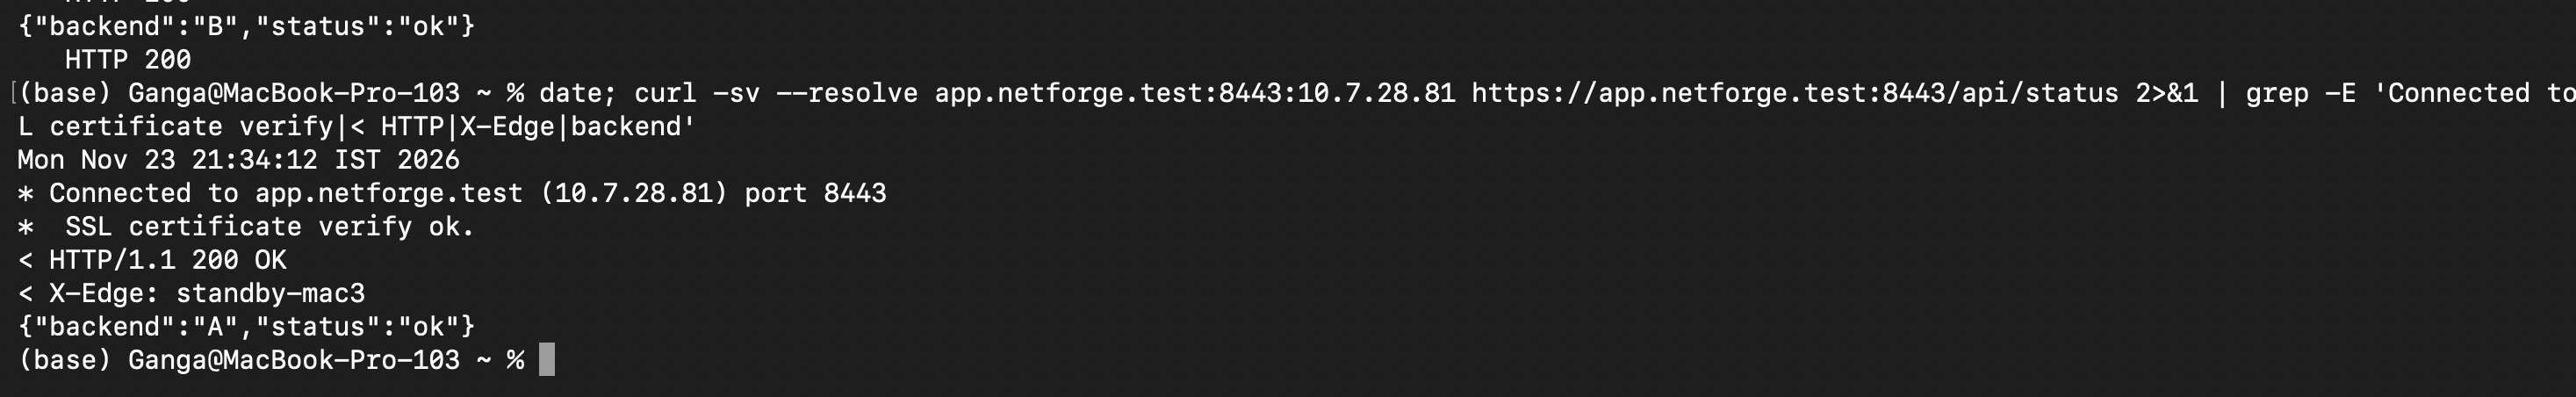 {"backend":"B","status":"ok"}
   HTTP 200
[(base) Ganga@MacBook-Pro-103 ~ % date; curl -sv --resolve app.netforge.test:8443:10.7.28.81 https://app.netforge.test:8443/api/status 2>&1 | grep -E 'Connected to
L certificate verify|< HTTP|X-Edge|backend'
Mon Nov 23 21:34:12 IST 2026
* Connected to app.netforge.test (10.7.28.81) port 8443
*  SSL certificate verify ok.
< HTTP/1.1 200 OK
< X-Edge: standby-mac3
{"backend":"A","status":"ok"}
(base) Ganga@MacBook-Pro-103 ~ %